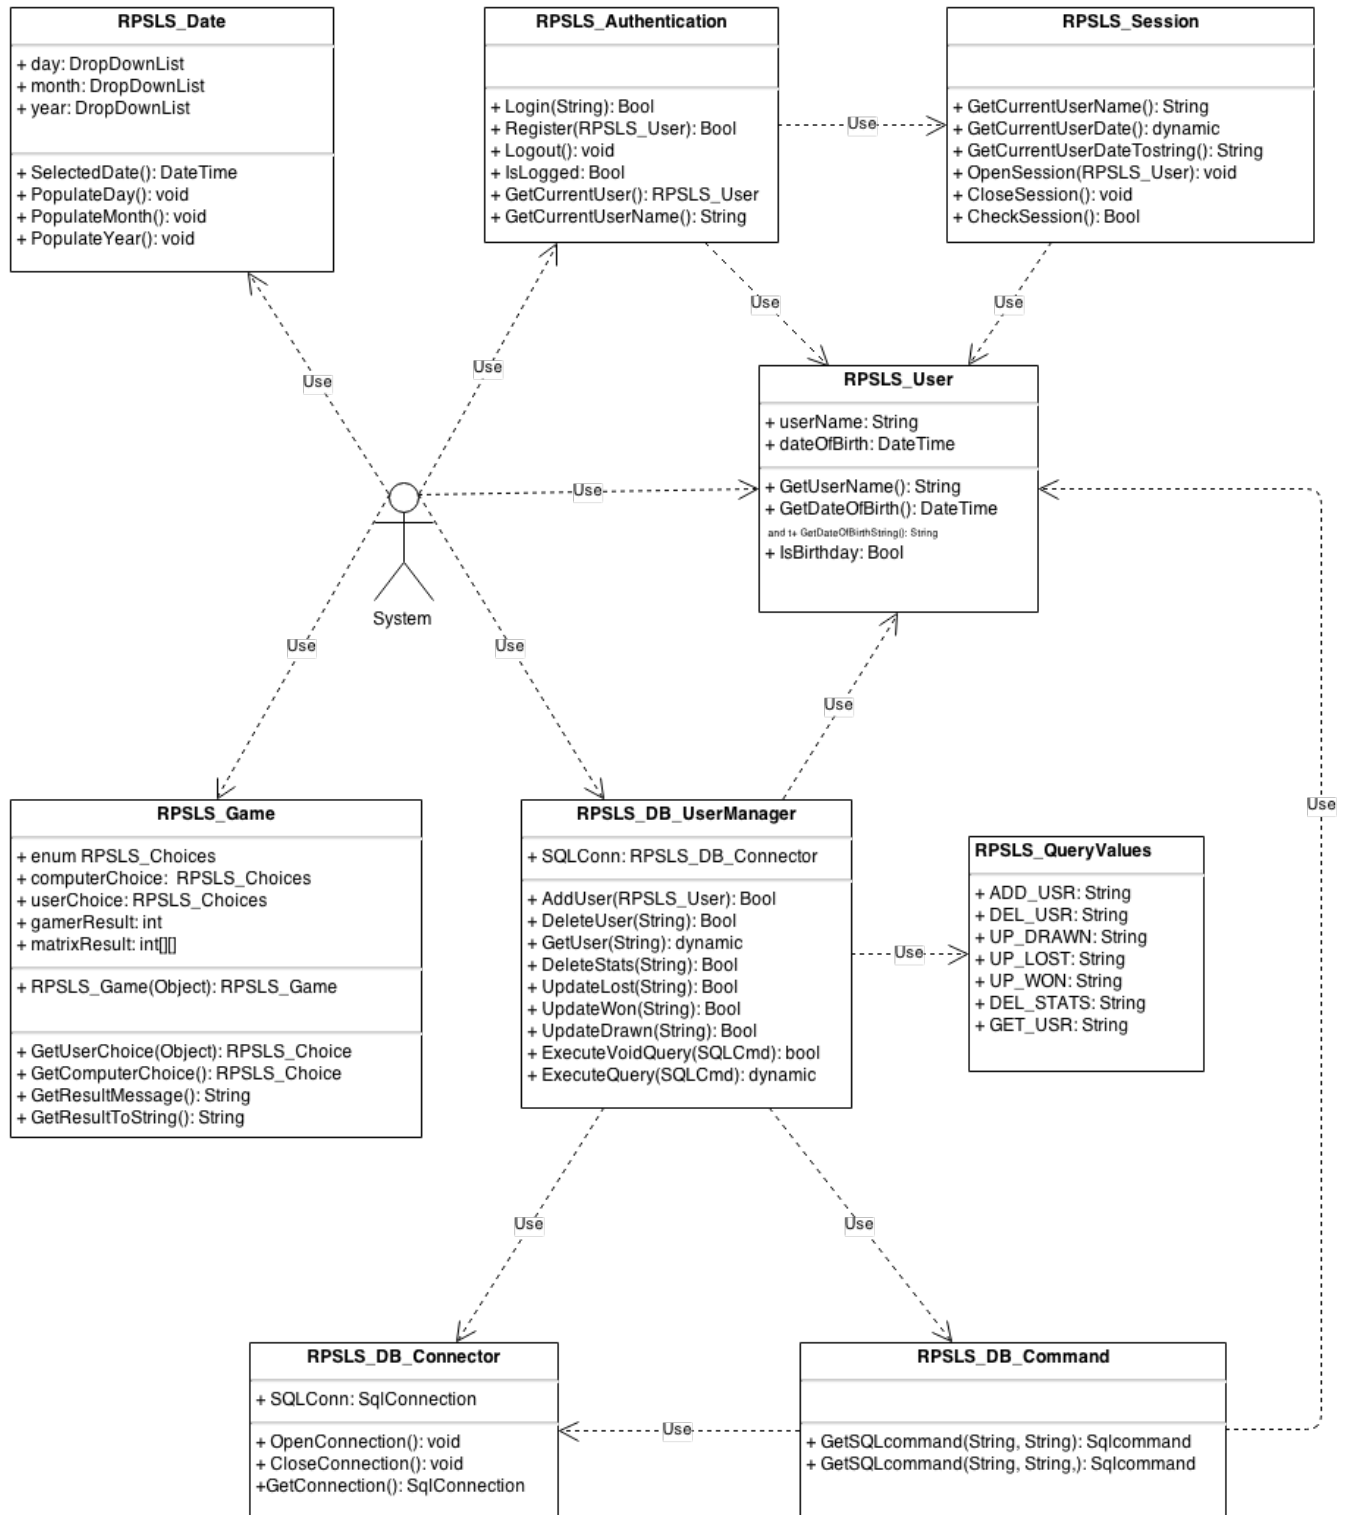 RPSLS_Date
+ day: DropDownList
+ month: DropDownList
+ year: DropDownList
+ SelectedDate(): DateTime
+ PopulateDay(): void
+ PopulateMonth(): void
+ PopulateYear(): void
RPSLS_Authentication
+ Login(String): Bool
+ Register(RPSLS_User): Bool
+ Logout(): void
+ IsLogged: Bool
+ GetCurrentUser(): RPSLS_User
+ GetCurrentUserName(): String
Use
RPSLS_Session
+ GetCurrentUserName(): String
+ GetCurrentUserDate(): dynamic
+ GetCurrentUserDateTostring(): String
+ OpenSession(RPSLS_User): void
+ CloseSession(): void
+ CheckSession(): Bool
Use
Use
Use
Use
RPSLS_User
+ userName: String
+ dateOfBirth: DateTime
+ GetUserName(): String
+ GetDateOfBirth(): DateTime
and t+ GetDateOfBirthString(): String
+ IsBirthday: Bool
Use
System
Use
Use
Use
Use
RPSLS_Game
+ enum RPSLS_Choices
+ computerChoice: RPSLS_Choices
+ userChoice: RPSLS_Choices
+ gamerResult: int
+ matrixResult: int[][]
+ RPSLS_Game(Object): RPSLS_Game
+ GetUserChoice(Object): RPSLS_Choice
+ GetComputerChoice(): RPSLS_Choice
+ GetResultMessage(): String
+ GetResultToString(): String
RPSLS_DB_UserManager
+ SQLConn: RPSLS_DB_Connector
+ AddUser(RPSLS_User): Bool
+ DeleteUser(String): Bool
+ GetUser(String): dynamic
+ DeleteStats(String): Bool
+ UpdateLost(String): Bool
+ UpdateWon(String): Bool
+ UpdateDrawn(String): Bool
+ ExecuteVoidQuery(SQLCmd): bool
+ ExecuteQuery(SQLCmd): dynamic
Use
RPSLS_QueryValues
+ ADD_USR: String
+ DEL_USR: String
+ UP_DRAWN: String
+ UP_LOST: String
+ UP_WON: String
+ DEL_STATS: String
+ GET_USR: String
Use
Use
RPSLS_DB_Connector
+ SQLConn: SqlConnection
+ OpenConnection(): void
+ CloseConnection(): void
+GetConnection(): SqlConnection
Use
RPSLS_DB_Command
+ GetSQLcommand(String, String): Sqlcommand
+ GetSQLcommand(String, String,): Sqlcommand